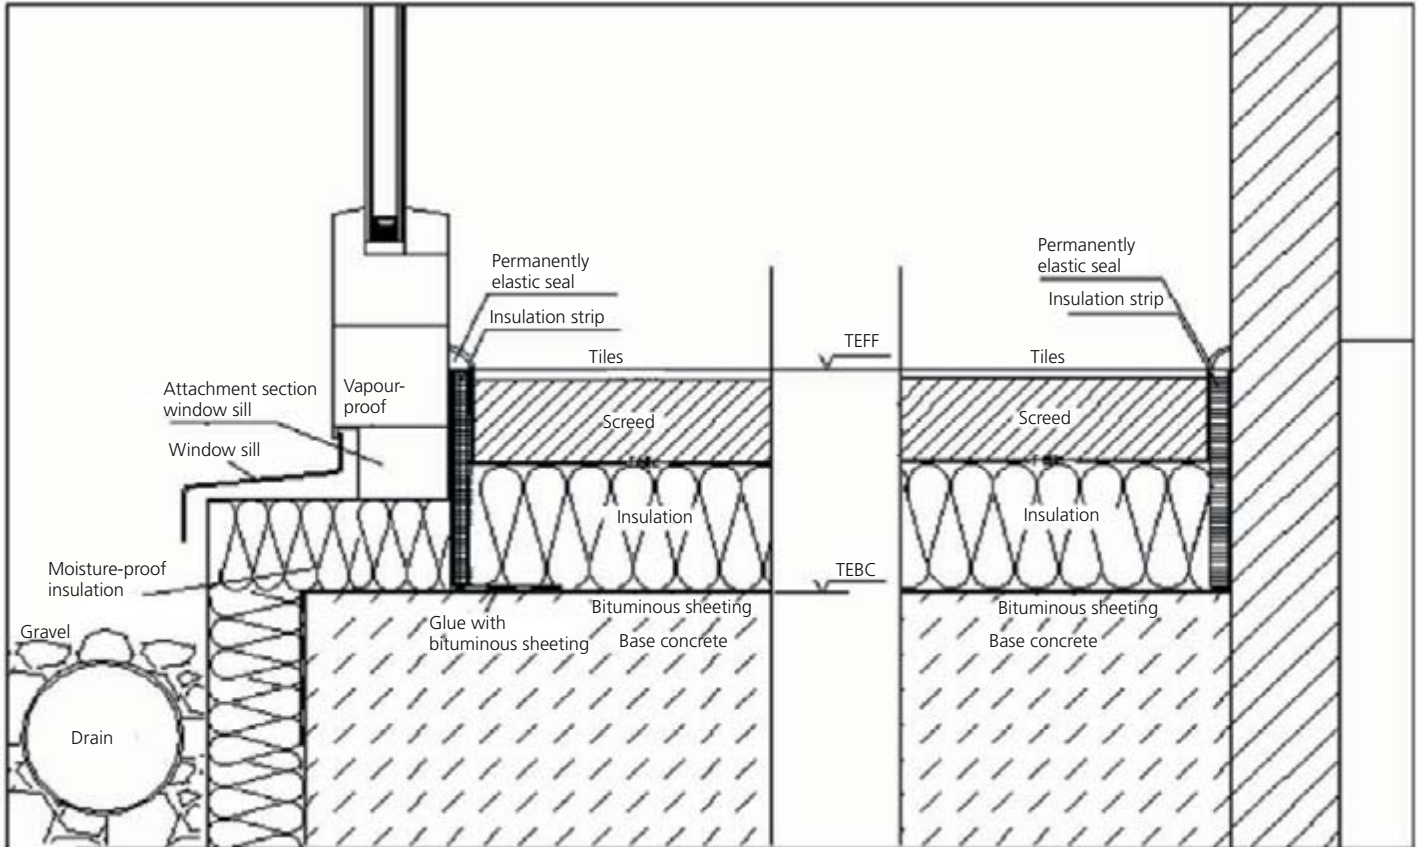 Permanently
elastic seal
Insulation strip
Permanently
elastic seal
Insulation strip
TEFF
Tiles
Tiles
Attachment section
window sill
Vapour-
proof
Screed
Screed
Window sill
Insulation
Insulation
Moisture-proof
insulation
TEBC
Bituminous sheeting
Bituminous sheeting
Glue with
bituminous sheeting
Base concrete
Base concrete
Gravel
Drain